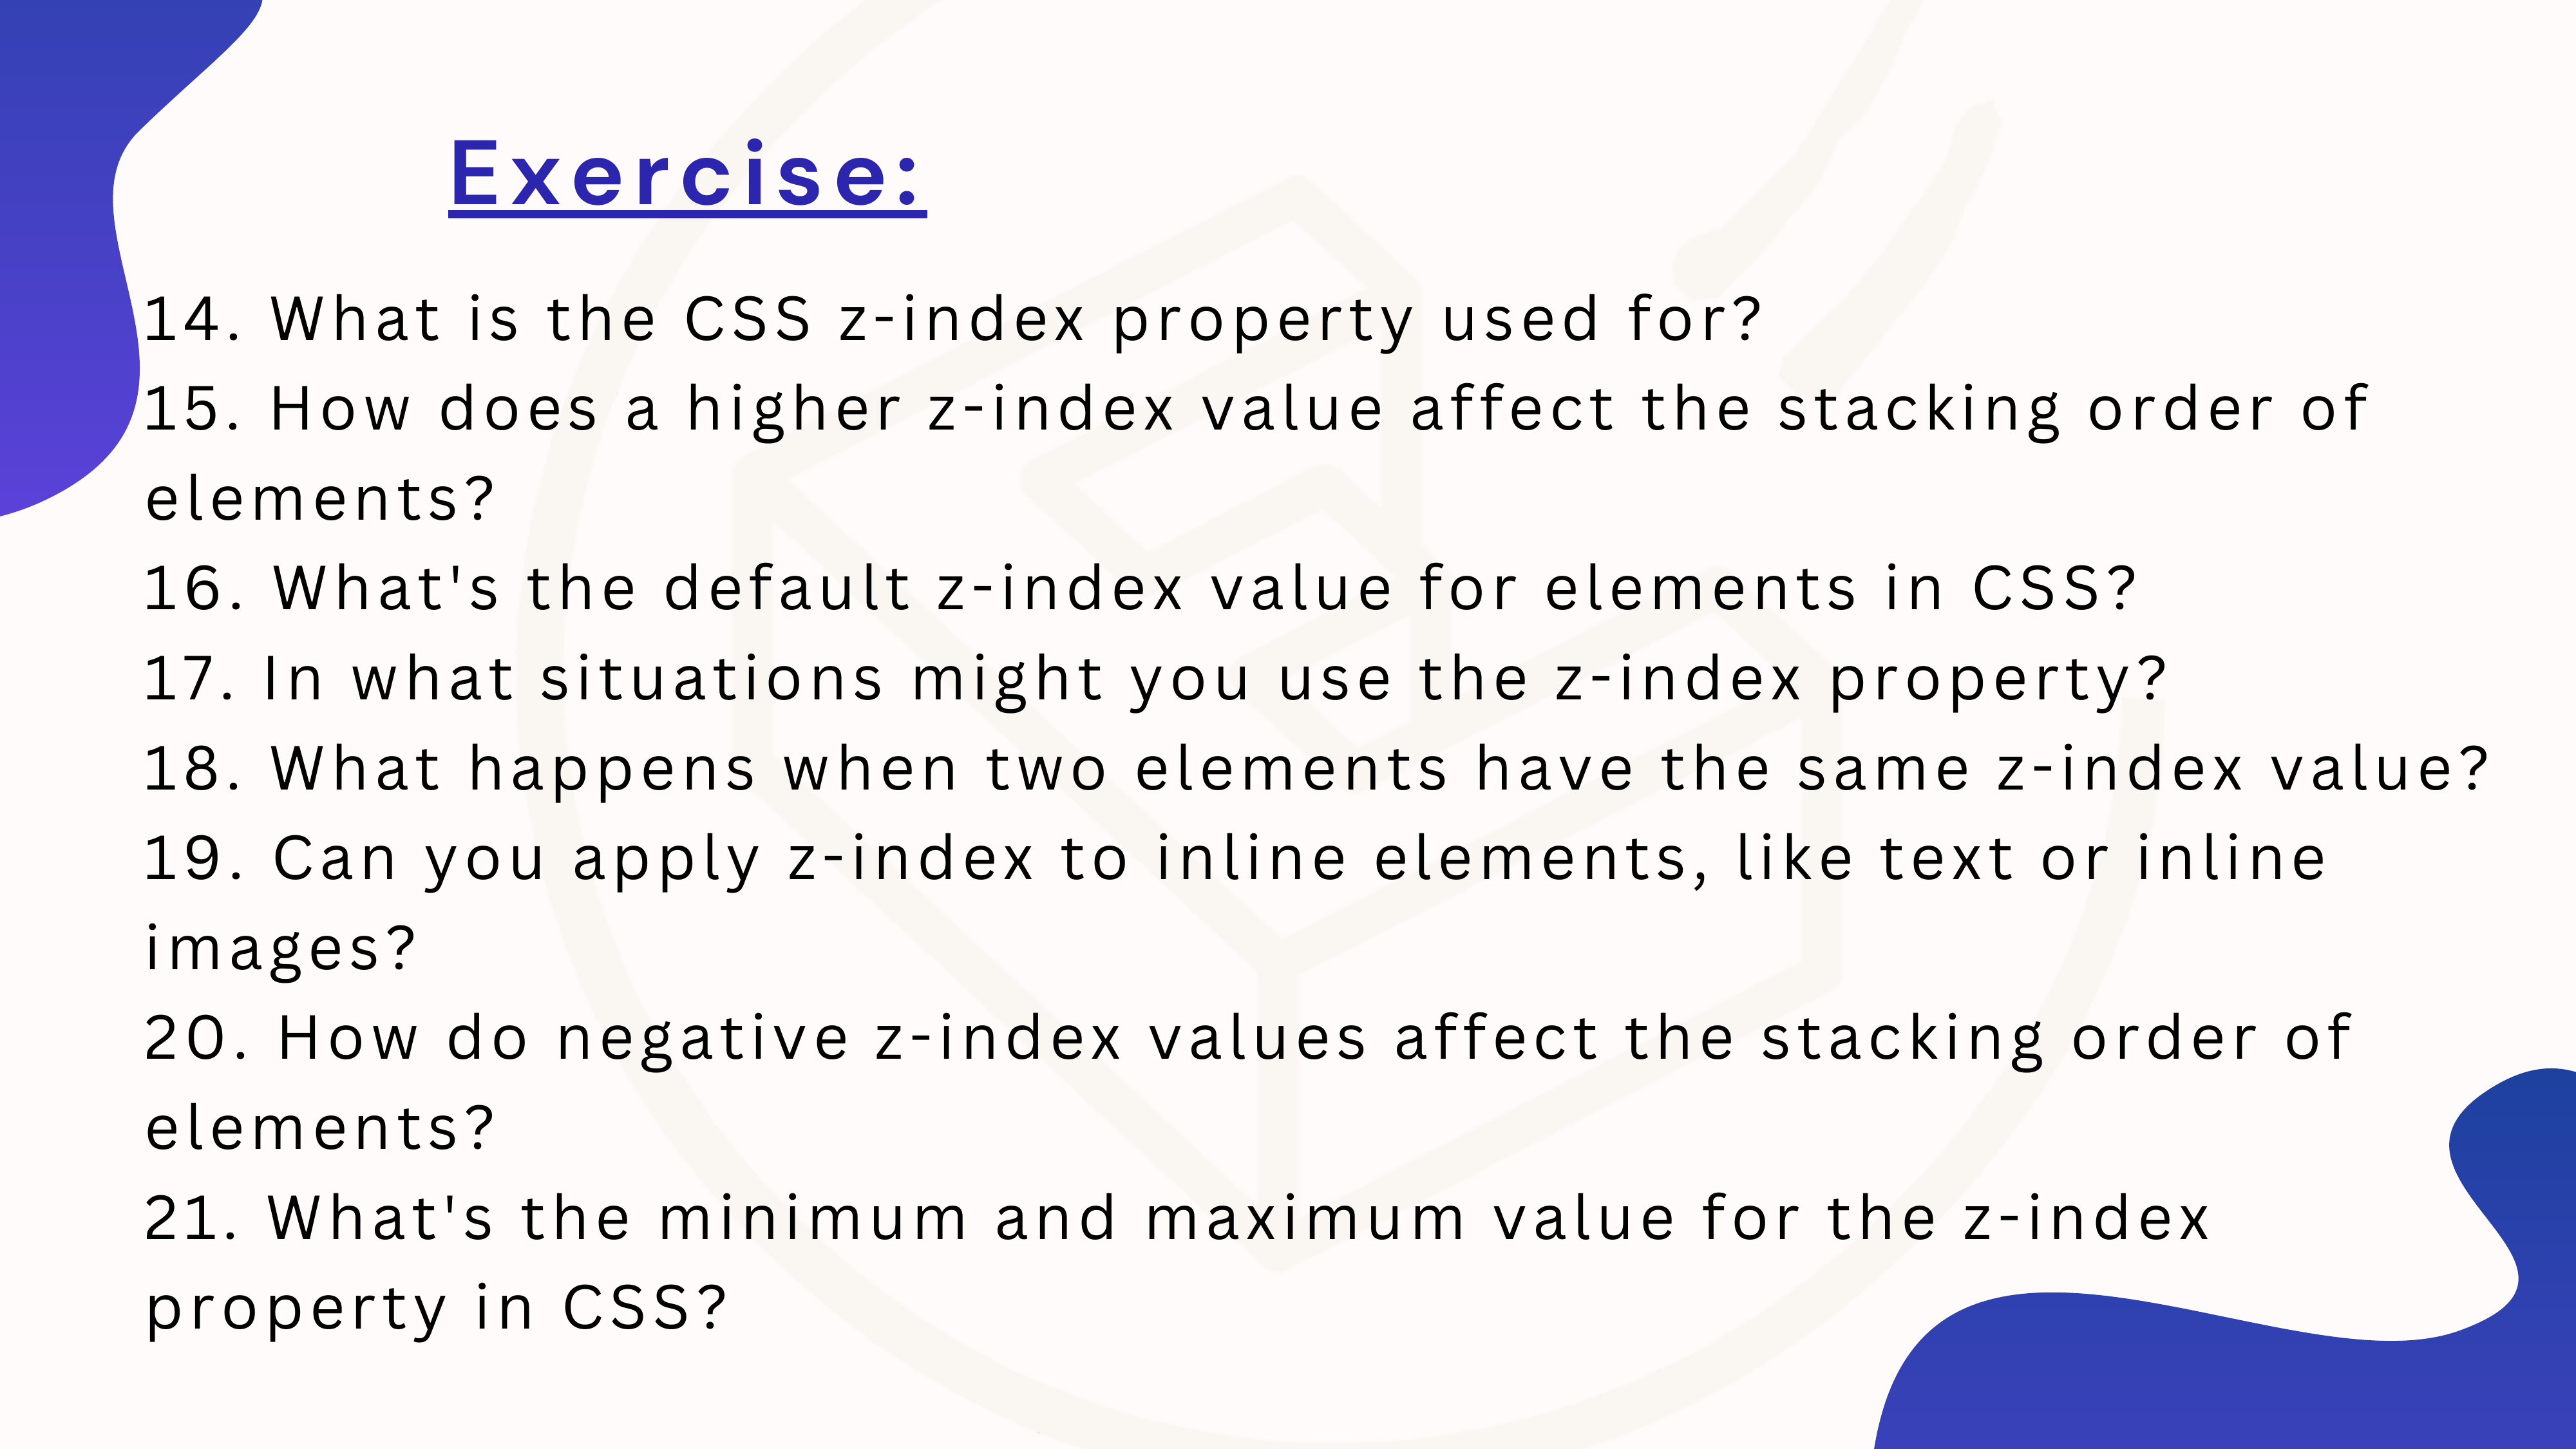 Exercise:
14. What is the CSS z-index property used for?
15. How does a higher z-index value affect the stacking order of
elements?
16. What's the default z-index value for elements in CSS?
17. In what situations might you use the z-index property?
18. What happens when two elements have the same z-index value?
19. Can you apply z-index to inline elements, like text or inline
images?
20. How do negative z-index values affect the stacking order of
elements?
21. What's the minimum and maximum value for the z-index
property in CSS?